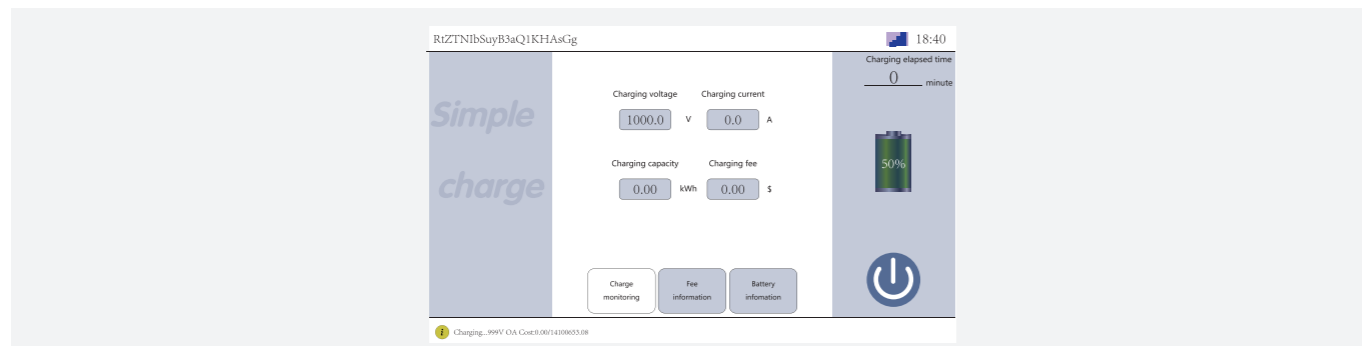 RtZTNIbSuyB3aQ1KHAsGg
18:40
Charging elapsed time
0 minute
Simple
charge
Charging voltage Charging current
1000.0 V 0.0 A
Charging capacity Charging fee
0.00 kWh 0.00 $
50%
Charge
monitoring
Fee
information
Battery
infomation
Charging...999V OA Cost:0.00/14100653.08